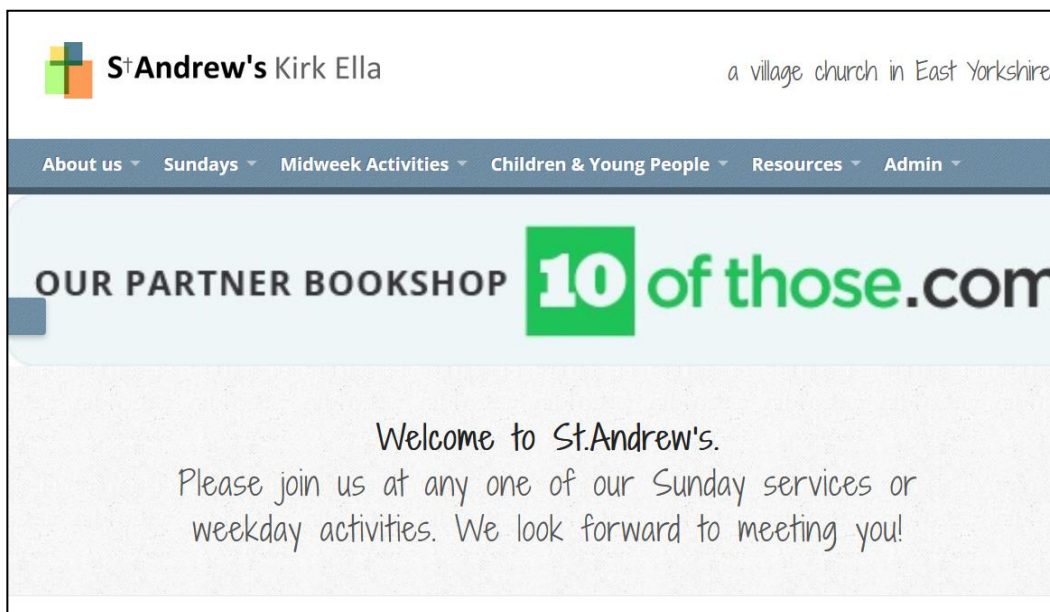 St Andrew's Kirk Ella
a village church in East Yorkshire
About us Sundays Midweek Activities Children & Young People Resources Admin
OUR PARTNER BOOKSHOP 10 of those.com
Welcome to St.Andrew's.
Please join us at any one of our Sunday services or
weekday activities. We look forward to meeting you!